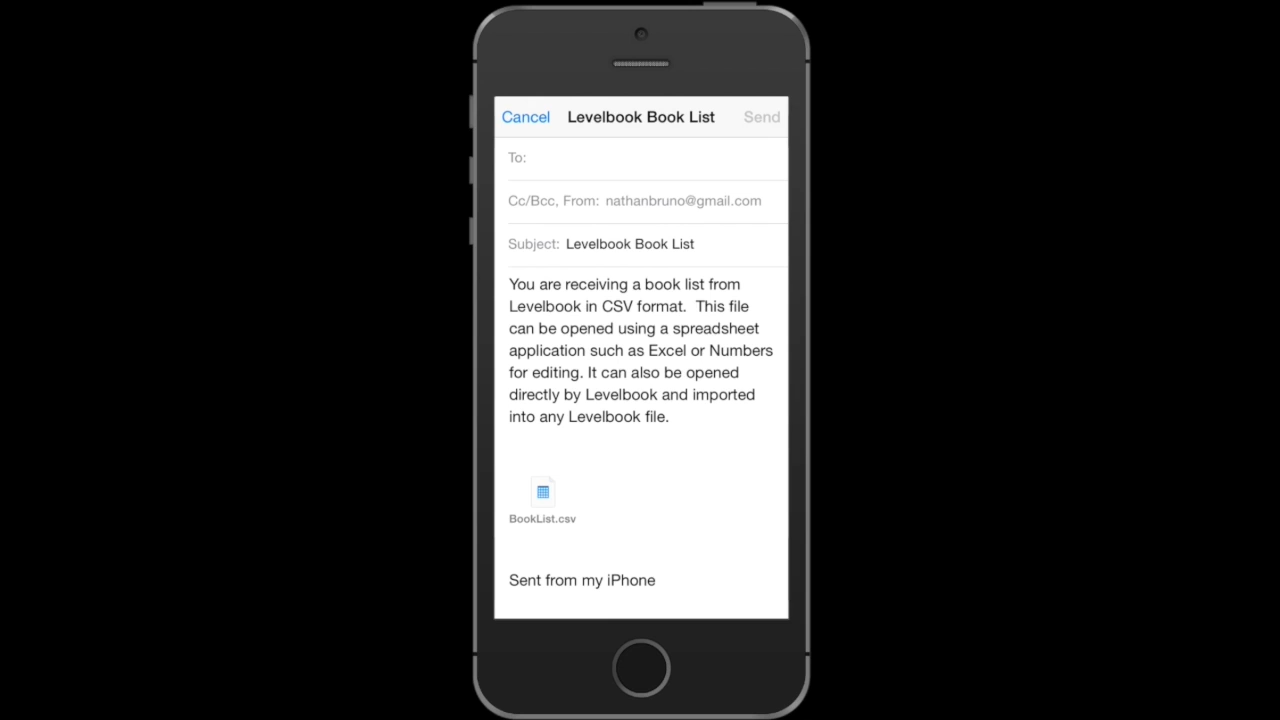 Cancel Levelbook Book List Send
To:
Cc/Bcc, From: nathanbruno@gmail.com
Subject: Levelbook Book List
You are receiving a book list from
Levelbook in CSV format.  This file
can be opened using a spreadsheet
application such as Excel or Numbers
for editing. It can also be opened
directly by Levelbook and imported
into any Levelbook file.
BookList.csv
Sent from my iPhone